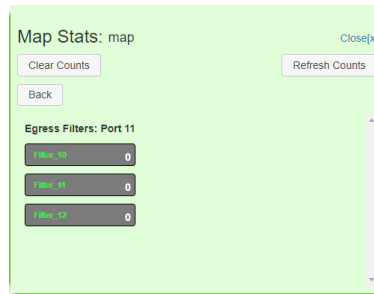 Map Stats: map
Close[x
Clear Counts
Refresh Counts
Back
Egress Filters: Port 11
Filter_10 0
Filter_11 0
Filter_12 0